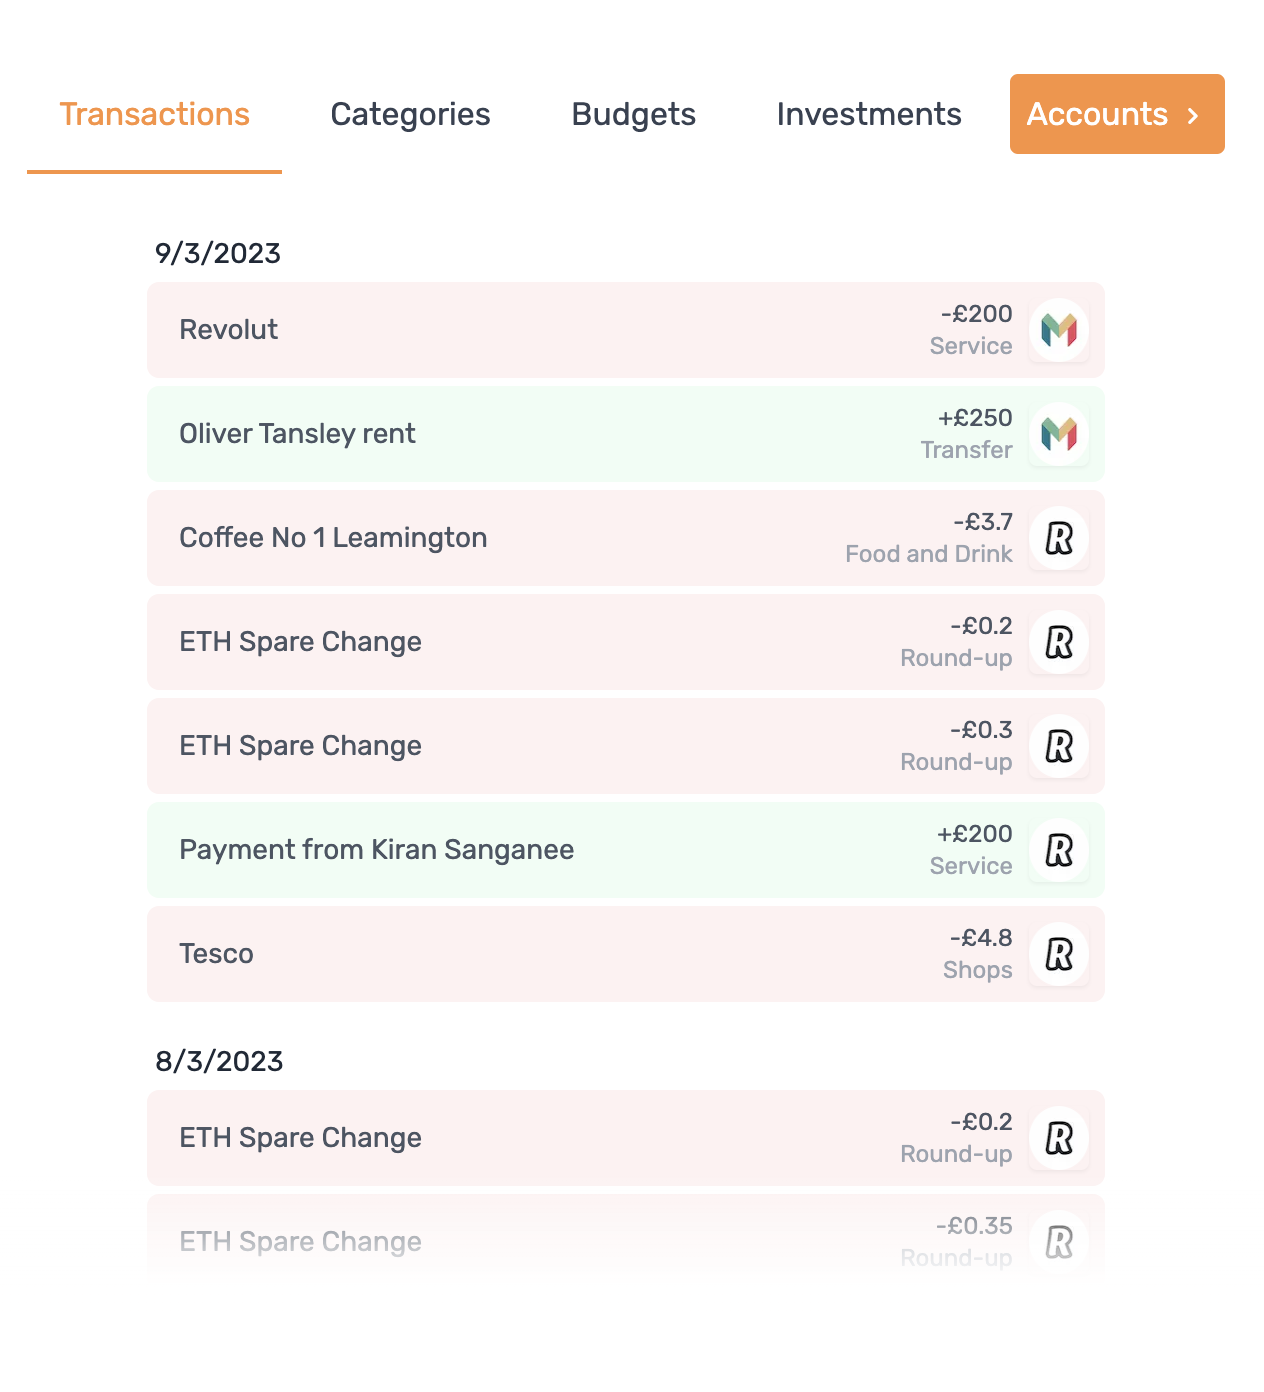 Transactions Categories Budgets Investments Accounts >
9/3/2023
Revolut
-£200
Service
Oliver Tansley rent
+£250
Transfer
Coffee No 1 Leamington
-£3.7
Food and Drink
ETH Spare Change
-£0.2
Round-up
ETH Spare Change
-£0.3
Round-up
Payment from Kiran Sanganee
+£200
Service
Tesco
-£4.8
Shops
8/3/2023
ETH Spare Change
-£0.2
Round-up
ETH Spare Change
-£0.35
Round-up